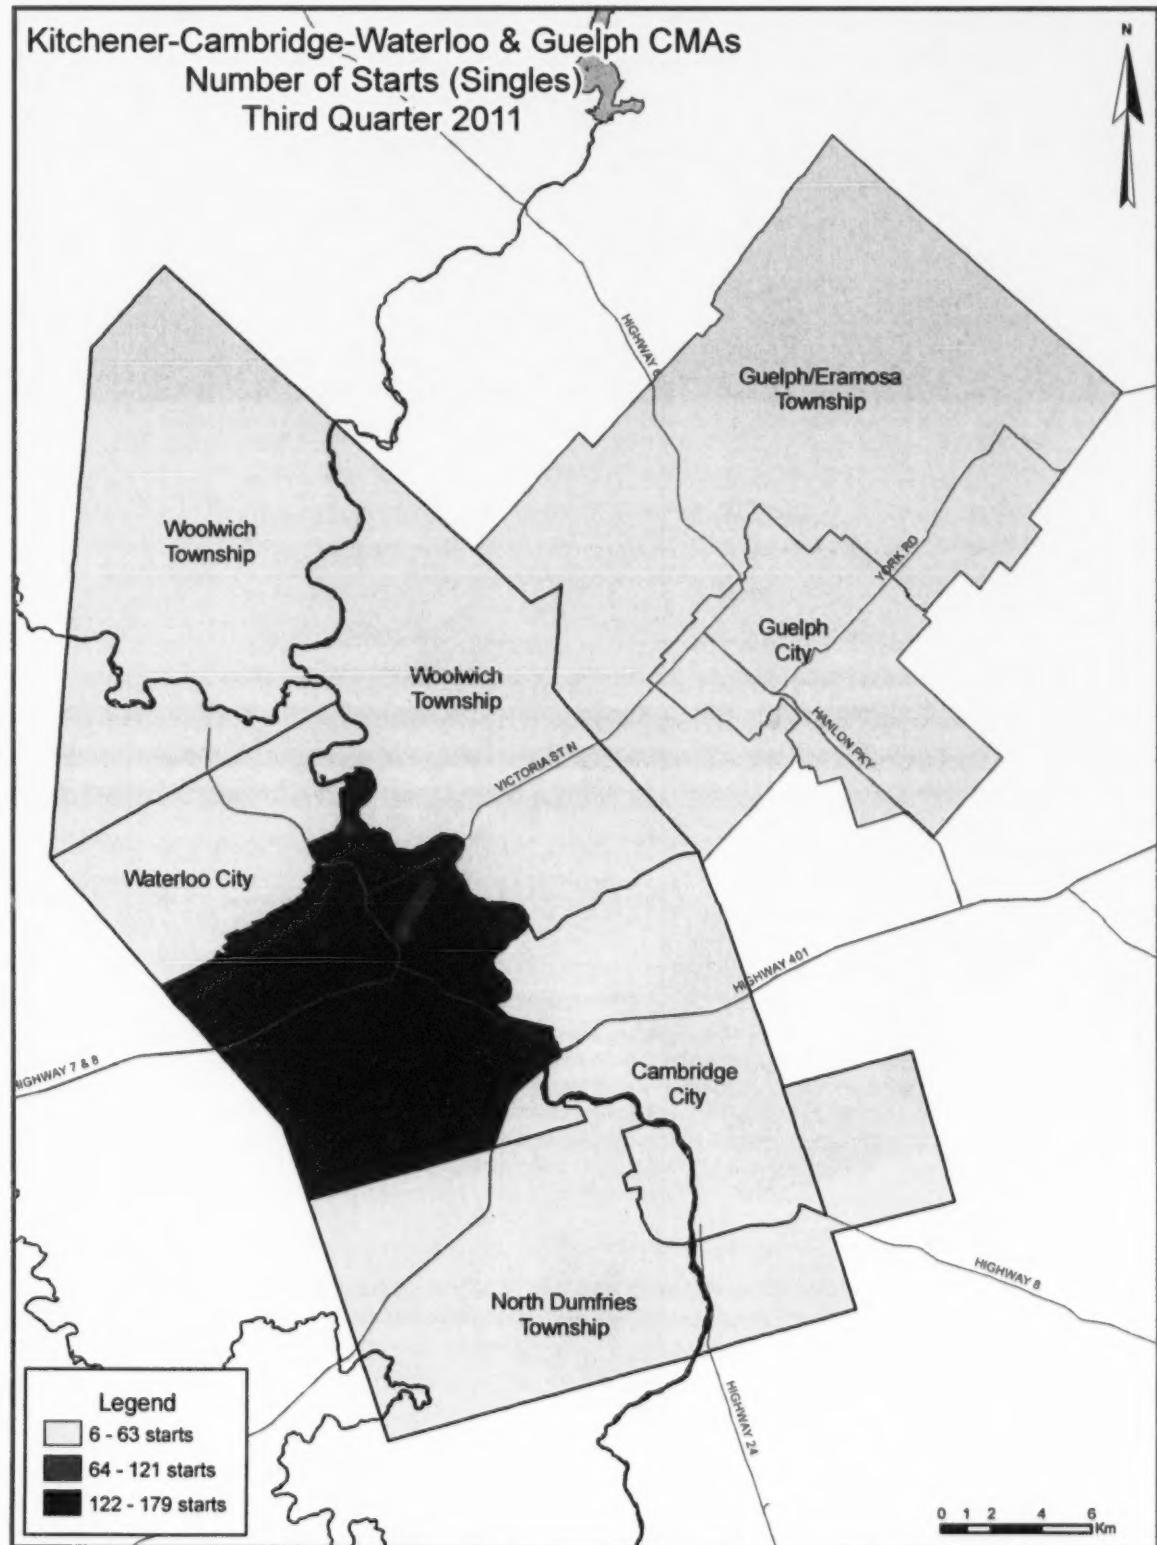 Kitchener-Cambridge-Waterloo & Guelph CMAs
Number of Starts (Singles)
Third Quarter 2011
N
HIGHWAY 6
Guelph/Eramosa
Township
Woolwich
Township
YORK RD
Guelph
City
Woolwich
Township
HANLON PKY
VICTORIA ST N
Waterloo City
HIGHWAY 401
HIGHWAY 7 & 8
Cambridge
City
HIGHWAY 8
North Dumfries
Township
HIGHWAY 24
Legend
6 - 63 starts
64 - 121 starts
122 - 179 starts
0 1 2 4 6
Km